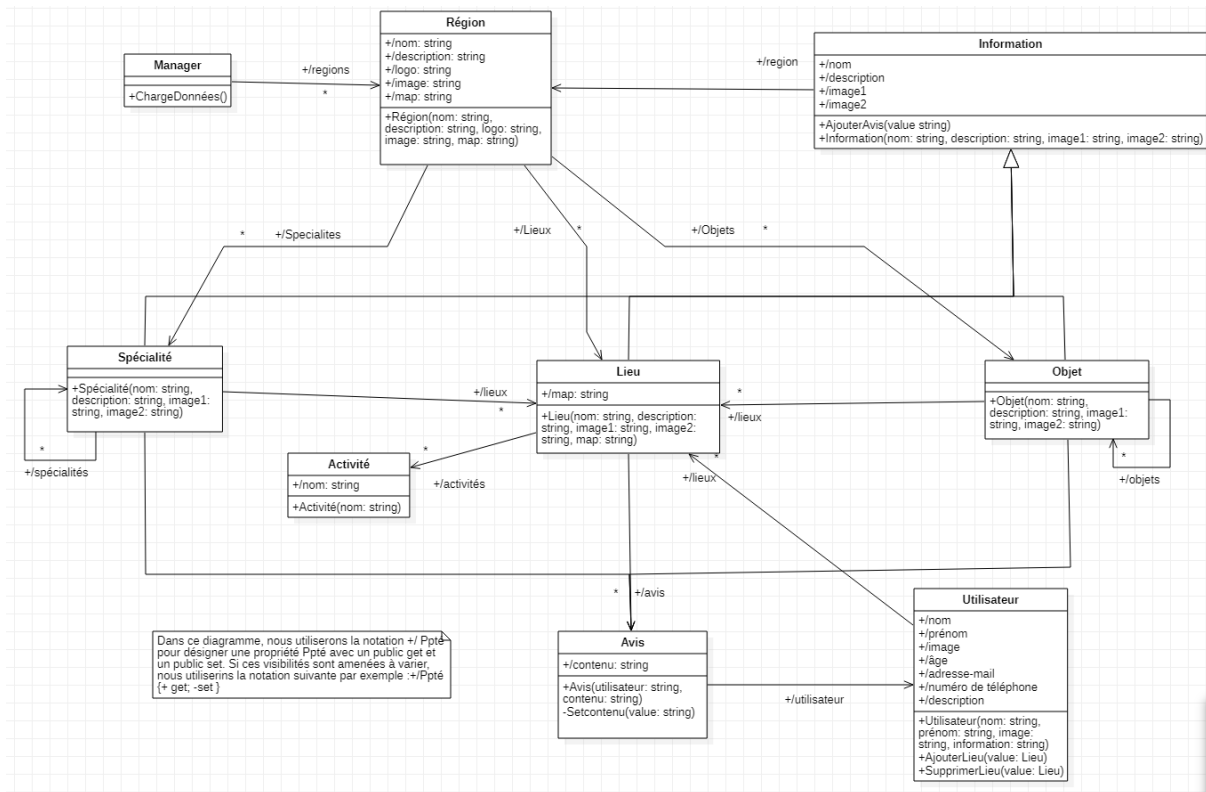 Région
+/nom: string
+/description: string
+/logo: string
+/image: string
+/map: string
+Région(nom: string,
description: string, logo: string,
image: string, map: string)
Manager
+ChargeDonnées()
+/regions
*
Information
+/nom
+/description
+/image1
+/image2
+AjouterAvis(value string)
+Information(nom: string, description: string, image1: string, image2: string)
+/region
* +/Specialites
+/Lieux *
+/Objets *
Spécialité
+Spécialité(nom: string,
description: string, image1:
string, image2: string)
*
+/spécialités
+/lieux
*
Lieu
+/map: string
+Lieu(nom: string, description:
string, image1: string, image2:
string, map: string)
*
+/lieux
Objet
+Objet(nom: string,
description: string, image1:
string, image2: string)
*
+/objets
Activité
+/nom: string
+Activité(nom: string)
*
+/activités
*
+/lieux
* +/avis
Avis
+/contenu: string
+Avis(utilisateur: string,
contenu: string)
-Setcontenu(value: string)
+/utilisateur
Utilisateur
+/nom
+/prénom
+/image
+/âge
+/adresse-mail
+/numéro de téléphone
+/description
+Utilisateur(nom: string,
prénom: string, image:
string, information: string)
+AjouterLieu(value: Lieu)
+SupprimerLieu(value: Lieu)
Dans ce diagramme, nous utiliserons la notation +/ Ppté
pour désigner une propriété Ppté avec un public get et
un public set. Si ces visibilités sont amenées à varier,
nous utiliserins la notation suivante par exemple :+/Ppté
{+ get; -set }